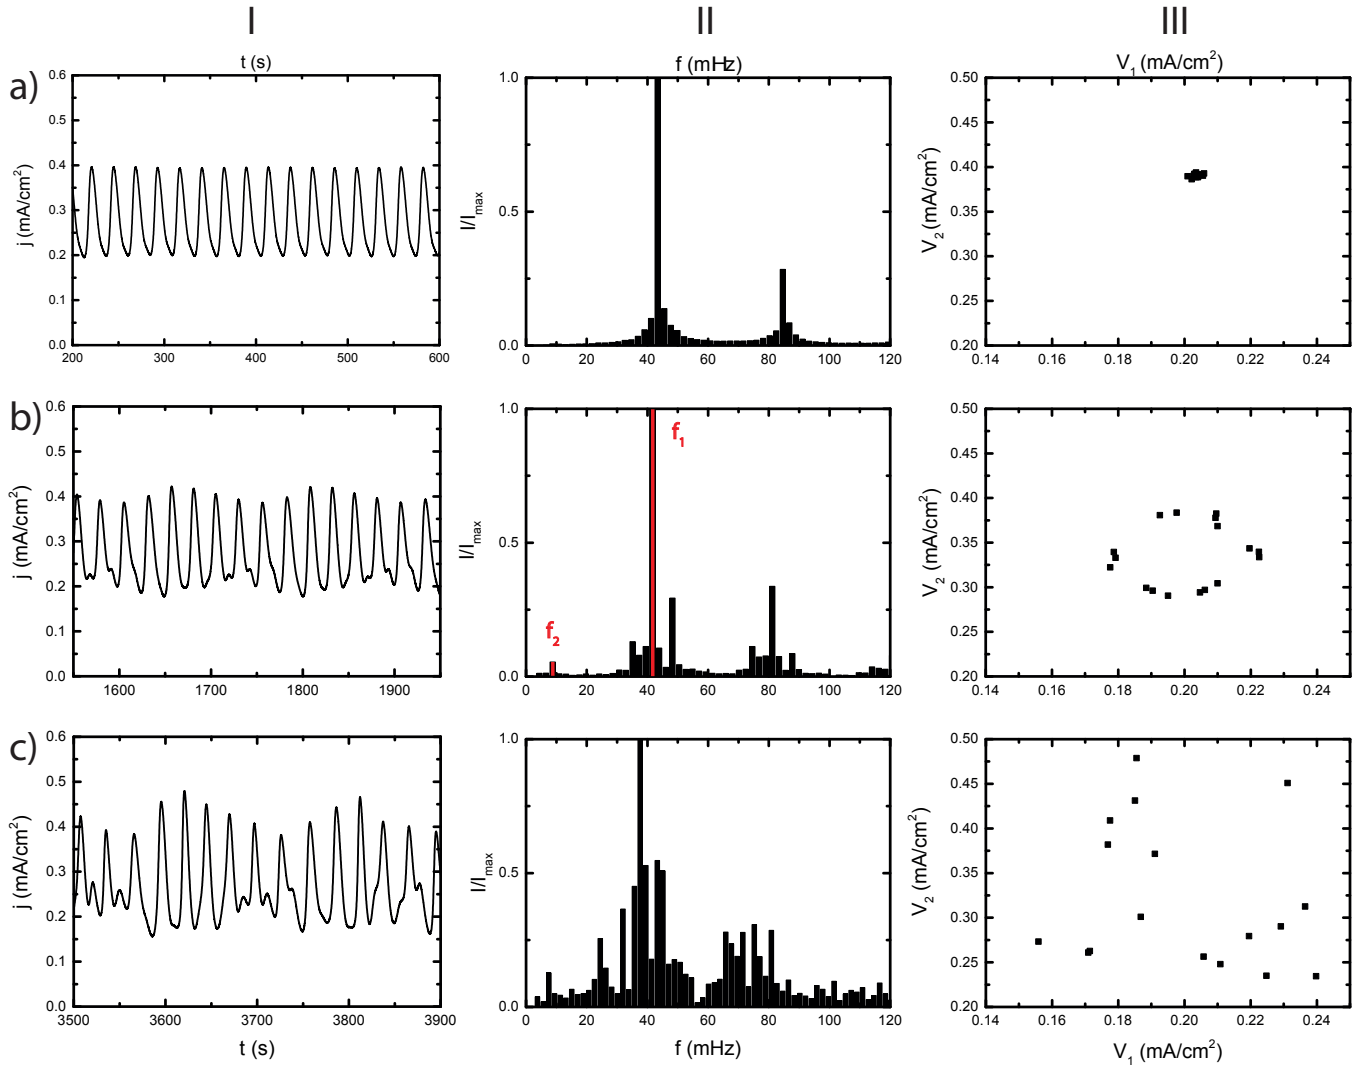 I II III
t (s) f (mHz) V1 (mA/cm2)
a)
j (mA/cm2)
0.6
0.5
0.4
0.3
0.2
0.1
0.0
200 300 400 500 600
I/Imax
1.0
0.5
0.0
0 20 40 60 80 100 120
V2 (mA/cm2)
0.50
0.45
0.40
0.35
0.30
0.25
0.20
0.14 0.16 0.18 0.20 0.22 0.24
b)
j (mA/cm2)
0.6
0.5
0.4
0.3
0.2
0.1
0.0
1600 1700 1800 1900
I/Imax
1.0
0.5
0.0
f1
f2
0 20 40 60 80 100 120
V2 (mA/cm2)
0.50
0.45
0.40
0.35
0.30
0.25
0.20
0.14 0.16 0.18 0.20 0.22 0.24
c)
j (mA/cm2)
0.6
0.5
0.4
0.3
0.2
0.1
0.0
3500 3600 3700 3800 3900
t (s)
I/Imax
1.0
0.5
0.0
0 20 40 60 80 100 120
f (mHz)
V2 (mA/cm2)
0.50
0.45
0.40
0.35
0.30
0.25
0.20
0.14 0.16 0.18 0.20 0.22 0.24
V1 (mA/cm2)